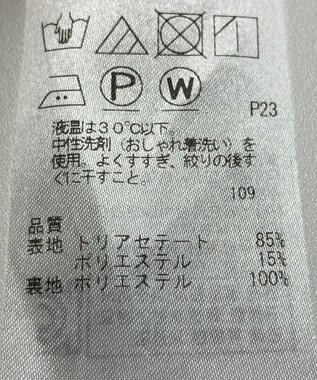 P W
P23
液温は30℃以下。
中性洗剤(おしゃれ着洗い)を
使用。よくすすぎ、絞りの後す
ぐに干すこと。
109
品質
表地 トリアセテート 85%
ポリエステル 15%
裏地 ポリエステル 100%